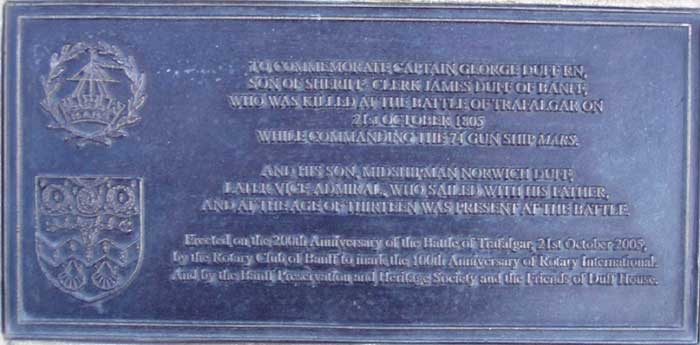 TO COMMEMORATE CAPTAIN GEORGE DUFF RN,
SON OF SHERIFF CLERK JAMES DUFF OF BANFF,
WHO WAS KILLED AT THE BATTLE OF TRAFALGAR ON
21st OCTOBER 1805
WHILE COMMANDING THE 74 GUN SHIP MARS.
AND HIS SON, MIDSHIPMAN NORWICH DUFF,
LATER VICE ADMIRAL, WHO SAILED WITH HIS FATHER,
AND AT THE AGE OF THIRTEEN WAS PRESENT AT THE BATTLE.
Erected on the 200th Anniversary of the Battle of Trafalgar, 21st October 2005,
by the Rotary Club of Banff to mark the 100th Anniversary of Rotary International.
And by the Banff Preservation and Heritage Society and the Friends of Duff House.